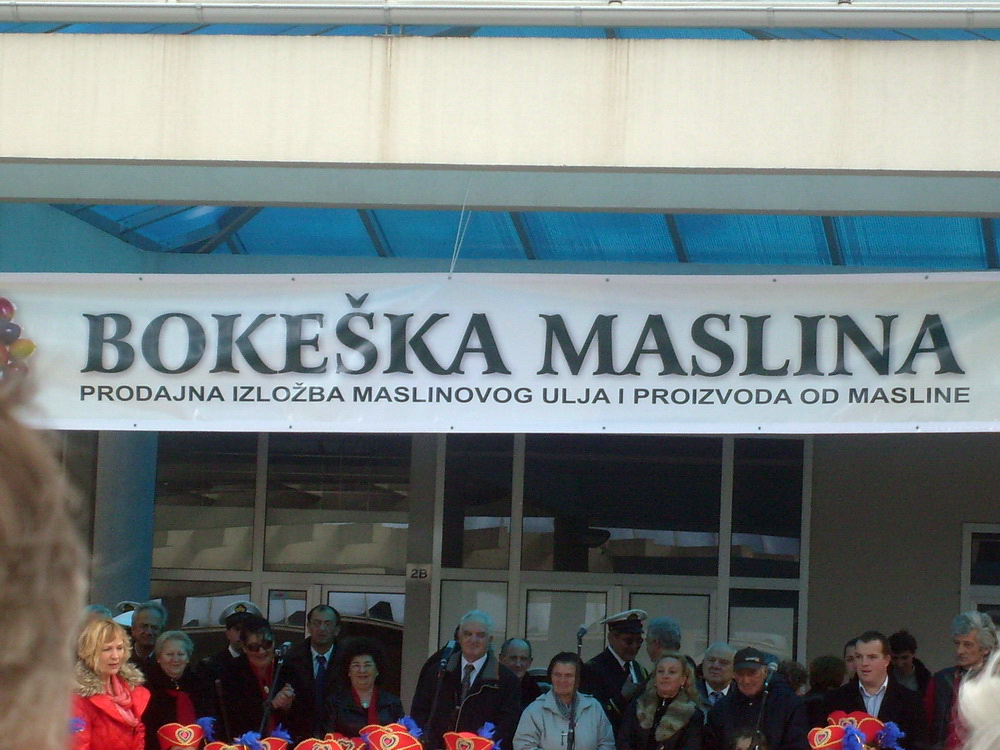 BOKEŠKA MASLINA
PRODAJNA IZLOŽBA MASLINOVOG ULJA I PROIZVODA OD MASLINE
2B